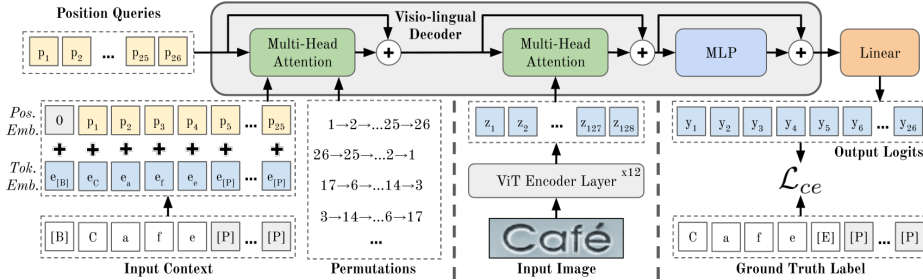 Position Queries
p1 p2 ... p25 p26
Visio-lingual
Decoder
Multi-Head
Attention
+
Multi-Head
Attention
+
MLP
+
Linear
Pos.
Emb.
0 p1 p2 p3 p4 p5 ... p25
+ + + + + + +
Tok.
Emb.
e[B] eC ea ef ee e[P] ... e[P]
[B] C a f e [P] ... [P]
Input Context
1→2→...25→26
26→25→...2→1
17→6→...14→3
3→14→...6→17
...
Permutations
z1 z2 ... z127 z128
ViT Encoder Layer x12
Café
Input Image
y1 y2 y3 y4 y5 y6 ... y26
Output Logits
ℒce
C a f e [E] [P] ... [P]
Ground Truth Label